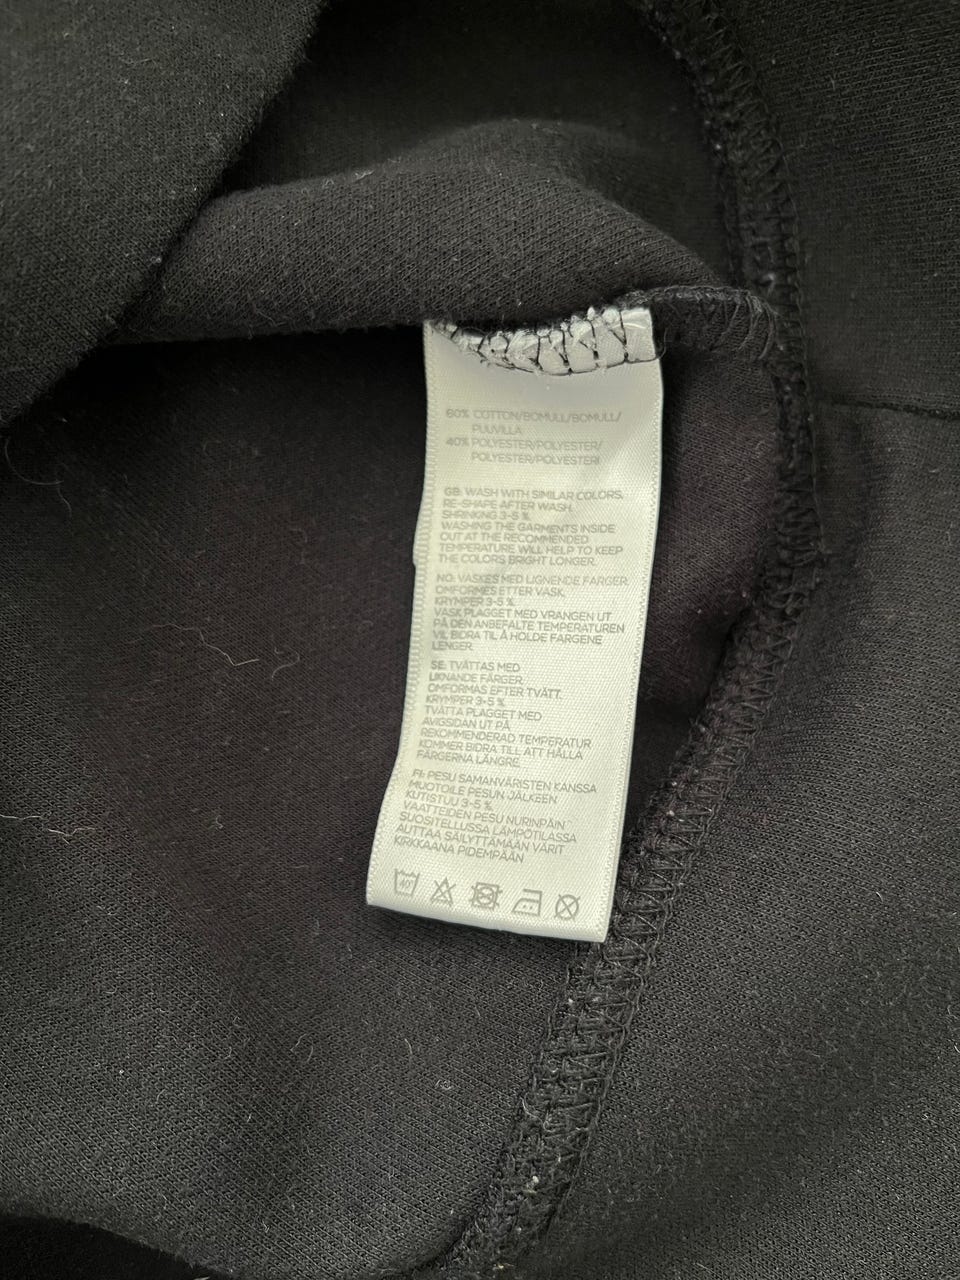 60% COTTON/BOMULL/BOMULL/
PUUVILLA
40% POLYESTER/POLYESTER/
POLYESTER/POLYESTERI
GB: WASH WITH SIMILAR COLORS.
RE-SHAPE AFTER WASH.
SHRINKING 3-5 %.
WASHING THE GARMENTS INSIDE
OUT AT THE RECOMMENDED
TEMPERATURE WILL HELP TO KEEP
THE COLORS BRIGHT LONGER.
NO: VASKES MED LIGNENDE FARGER.
OMFORMES ETTER VASK.
KRYMPER 3-5 %.
VASK PLAGGET MED VRANGEN UT
PÅ DEN ANBEFALTE TEMPERATUREN
VIL BIDRA TIL Å HOLDE FARGENE
LENGER.
SE: TVÄTTAS MED
LIKNANDE FÄRGER.
OMFORMAS EFTER TVÄTT.
KRYMPER 3-5 %.
TVÄTTA PLAGGET MED
AVIGSIDAN UT PÅ
REKOMMENDERAD TEMPERATUR
KOMMER BIDRA TILL ATT HÅLLA
FÄRGERNA LÄNGRE.
FI: PESU SAMANVÄRISTEN KANSSA
MUOTOILE PESUN JÄLKEEN
KUTISTUU 3-5 %.
VAATTEIDEN PESU NURINPÄIN
SUOSITELLUSSA LÄMPÖTILASSA
AUTTAA SÄILYTTÄMÄÄN VÄRIT
KIRKKAANA PIDEMPÄÄN
40°